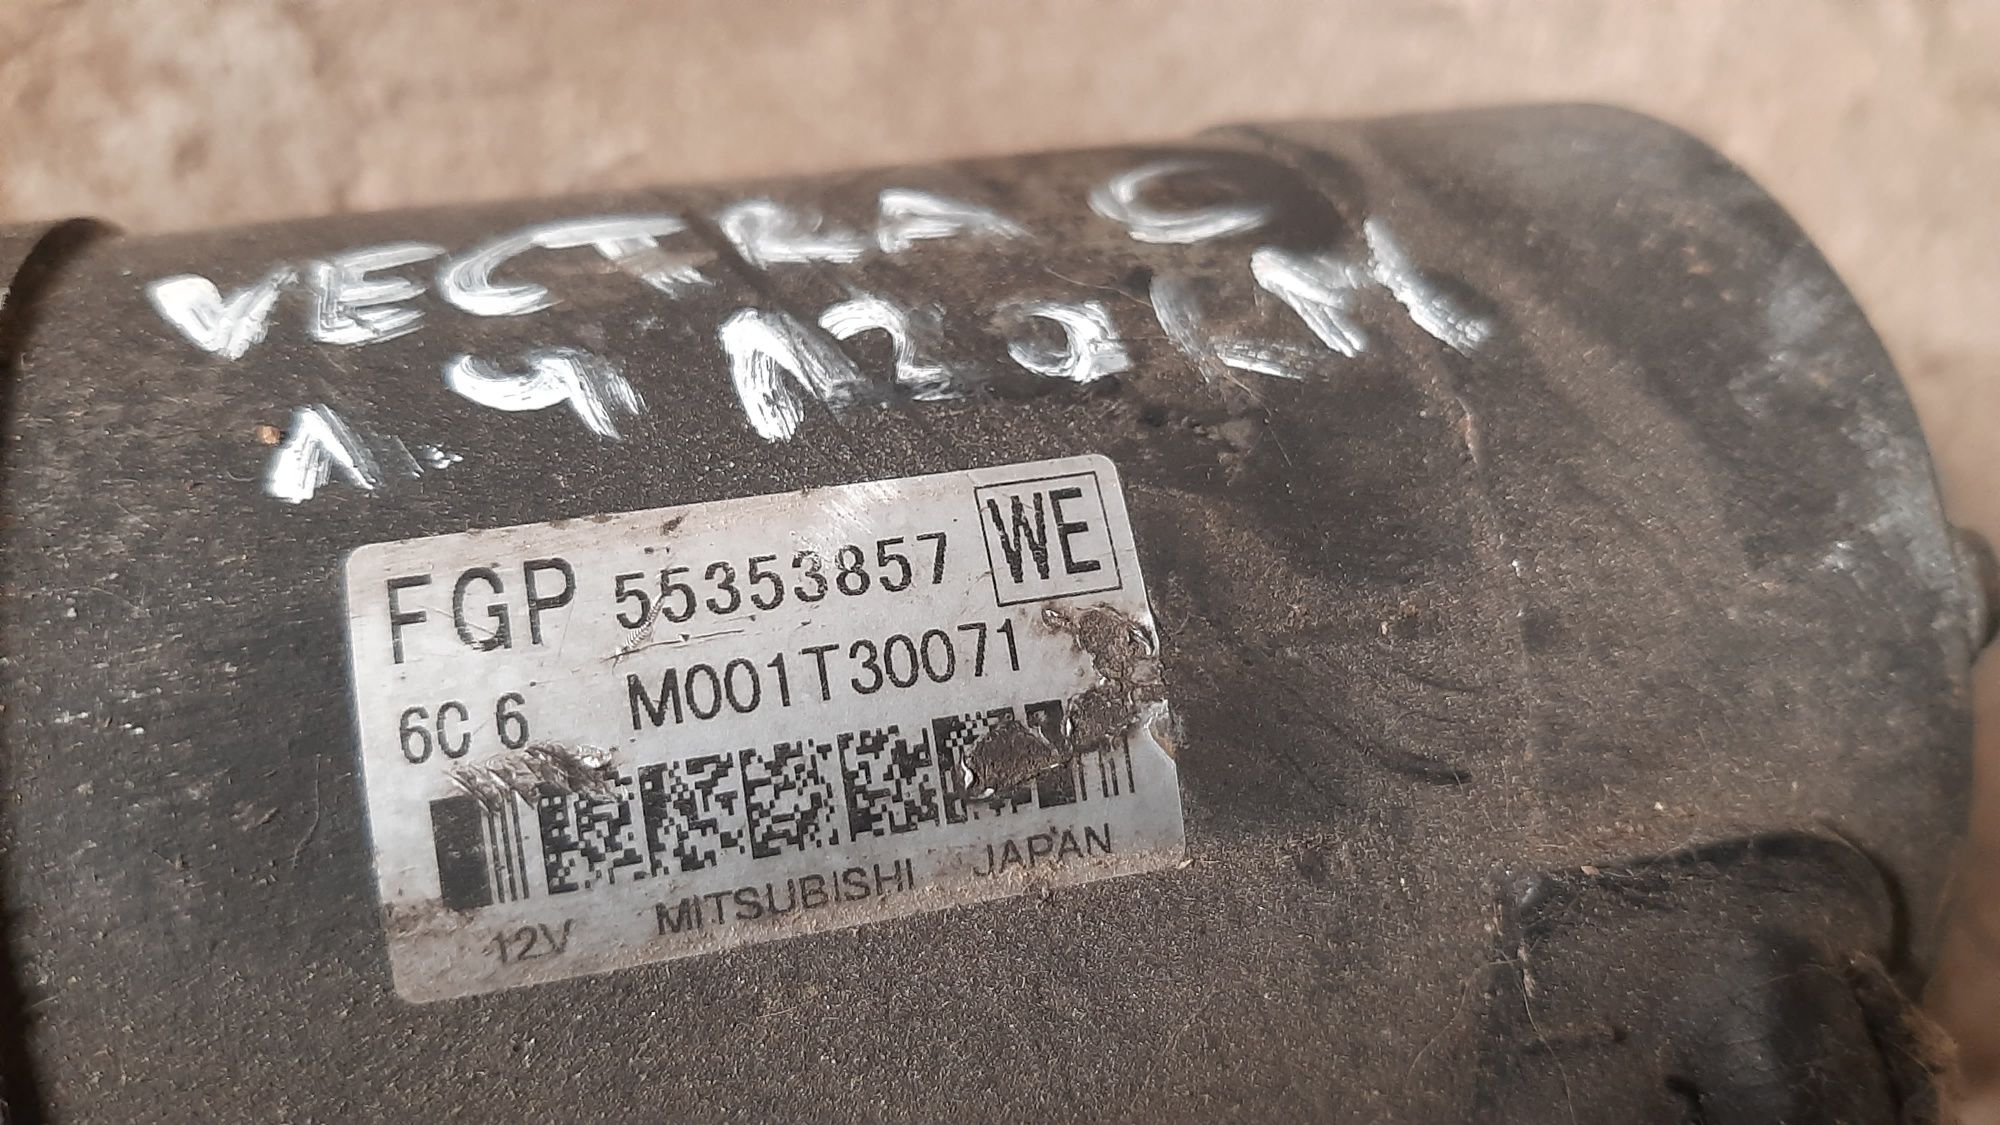 VECTRA C
1.9 120 KM
FGP 55353857 WE
6C 6 M001T30071
12V MITSUBISHI JAPAN